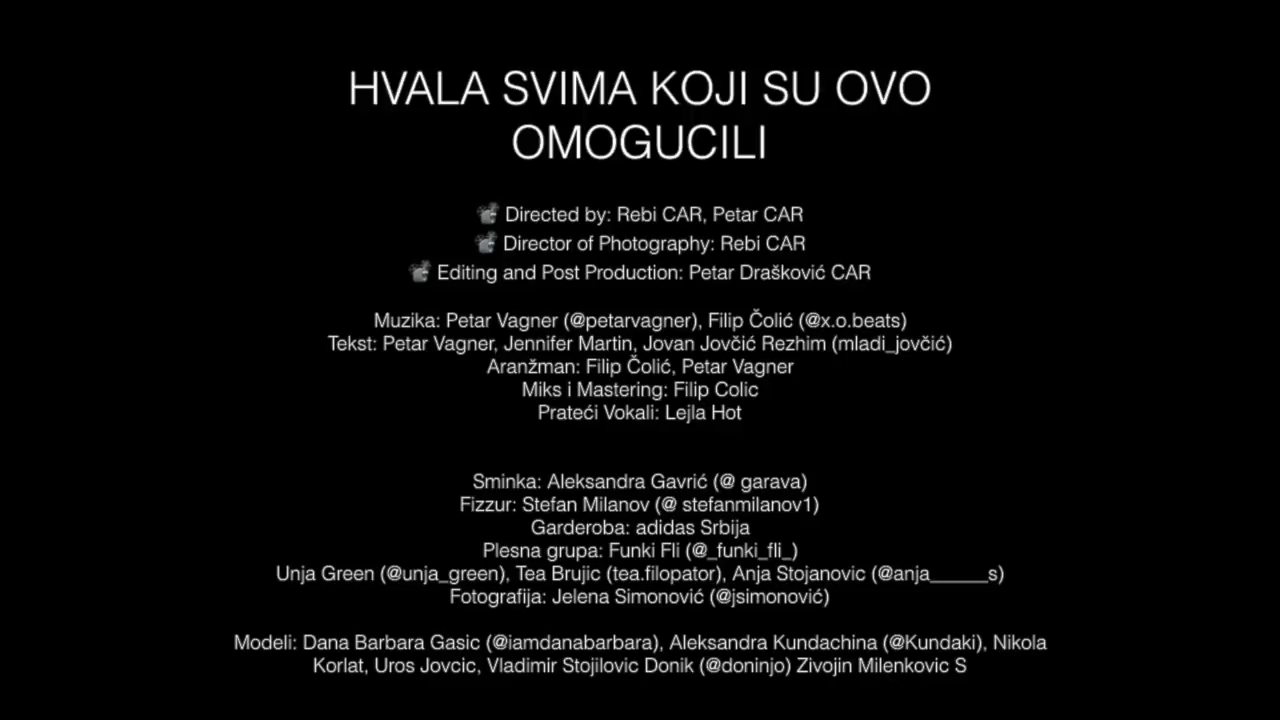 HVALA SVIMA KOJI SU OVO
OMOGUCILI
🎥 Directed by: Rebi CAR, Petar CAR
🎥 Director of Photography: Rebi CAR
🎥 Editing and Post Production: Petar Drašković CAR
Muzika: Petar Vagner (@petarvagner), Filip Čolić (@x.o.beats)
Tekst: Petar Vagner, Jennifer Martin, Jovan Jovčić Rezhim (mladi_jovčić)
Aranžman: Filip Čolić, Petar Vagner
Miks i Mastering: Filip Colic
Prateći Vokali: Lejla Hot
Sminka: Aleksandra Gavrić (@ garava)
Fizzur: Stefan Milanov (@ stefanmilanov1)
Garderoba: adidas Srbija
Plesna grupa: Funki Fli (@_funki_fli_)
Unja Green (@unja_green), Tea Brujic (tea.filopator), Anja Stojanovic (@anja______s)
Fotografija: Jelena Simonović (@jsimonović)
Modeli: Dana Barbara Gasic (@iamdanabarbara), Aleksandra Kundachina (@Kundaki), Nikola
Korlat, Uros Jovcic, Vladimir Stojilovic Donik (@doninjo) Zivojin Milenkovic S